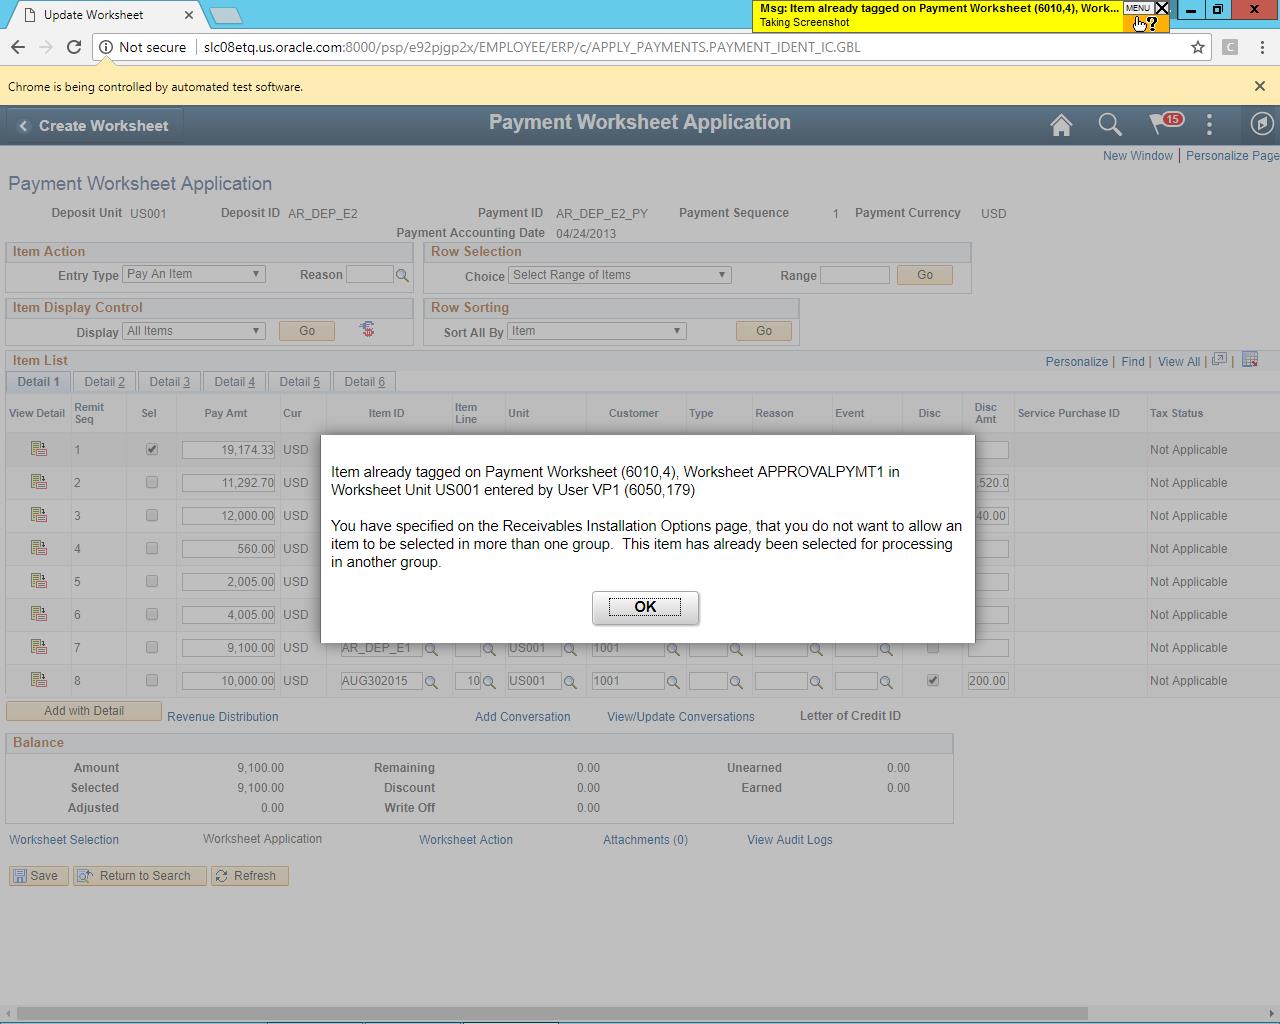 Update Worksheet
Msg: Item already tagged on Payment Worksheet (6010,4), Work...
MENU
Taking Screenshot
Not secure | slc08etq.us.oracle.com:8000/psp/e92pjgp2x/EMPLOYEE/ERP/c/APPLY_PAYMENTS.PAYMENT_IDENT_IC.GBL
Chrome is being controlled by automated test software.
Create Worksheet
Payment Worksheet Application
15
New Window | Personalize Page
Payment Worksheet Application
Deposit Unit US001 Deposit ID AR_DEP_E2 Payment ID AR_DEP_E2_PY Payment Sequence 1 Payment Currency USD
Payment Accounting Date 04/24/2013
Item Action Row Selection
Entry Type Pay An Item Reason Choice Select Range of Items Range Go
Item Display Control Row Sorting
Display All Items Go Sort All By Item Go
Item List Personalize | Find | View All | |
Detail 1 Detail 2 Detail 3 Detail 4 Detail 5 Detail 6
View Detail Remit Seq Sel Pay Amt Cur Item ID Item Line Unit Customer Type Reason Event Disc Disc Amt Service Purchase ID Tax Status
1 19,174.33 USD Not Applicable
2 11,292.70 USD ,520.0 Not Applicable
3 12,000.00 USD 40.00 Not Applicable
4 560.00 USD Not Applicable
5 2,005.00 USD Not Applicable
6 4,005.00 USD Not Applicable
7 9,100.00 USD AR_DEP_E1 US001 1001 Not Applicable
8 10,000.00 USD AUG302015 10 US001 1001 200.00 Not Applicable
Item already tagged on Payment Worksheet (6010,4), Worksheet APPROVALPYMT1 in
Worksheet Unit US001 entered by User VP1 (6050,179)
You have specified on the Receivables Installation Options page, that you do not want to allow an
item to be selected in more than one group.  This item has already been selected for processing
in another group.
OK
Add with Detail Revenue Distribution Add Conversation View/Update Conversations Letter of Credit ID
Balance
Amount 9,100.00 Remaining 0.00 Unearned 0.00
Selected 9,100.00 Discount 0.00 Earned 0.00
Adjusted 0.00 Write Off 0.00
Worksheet Selection Worksheet Application Worksheet Action Attachments (0) View Audit Logs
Save Return to Search Refresh